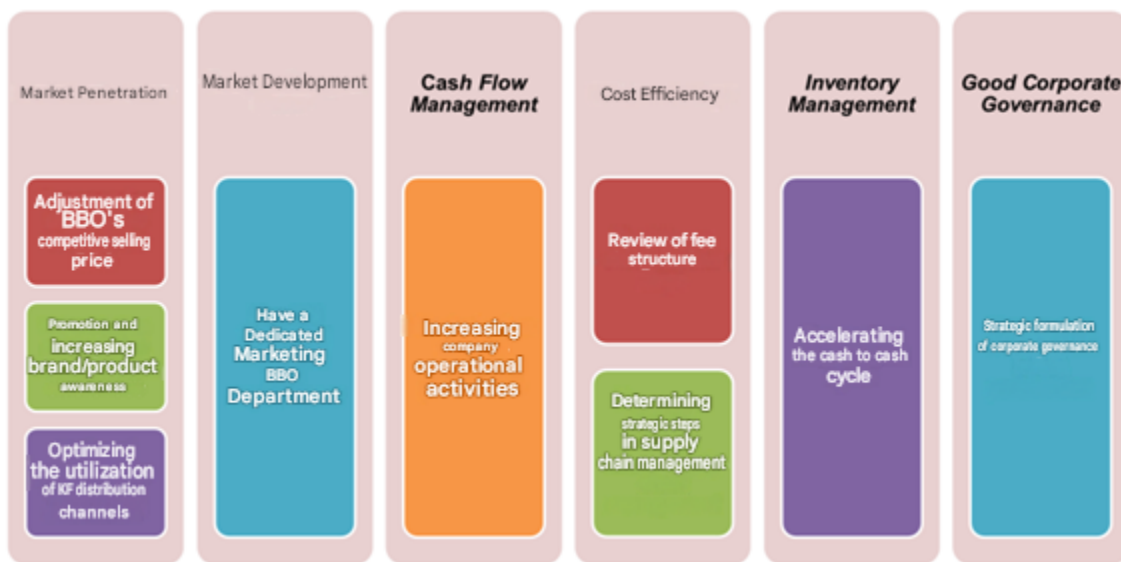 Market Penetration
Adjustment of
BBO's
competitive selling
price
Promotion and
increasing
brand/product
awareness
Optimizing
the utilization
of KF distribution
channels
Market Development
Have a
Dedicated
Marketing
BBO
Department
Cash Flow
Management
Increasing
company
operational
activities
Cost Efficiency
Review of fee
structure
Determining
strategic steps
in supply
chain management
Inventory
Management
Accelerating
the cash to cash
cycle
Good Corporate
Governance
Strategic formulation
of corporate governance